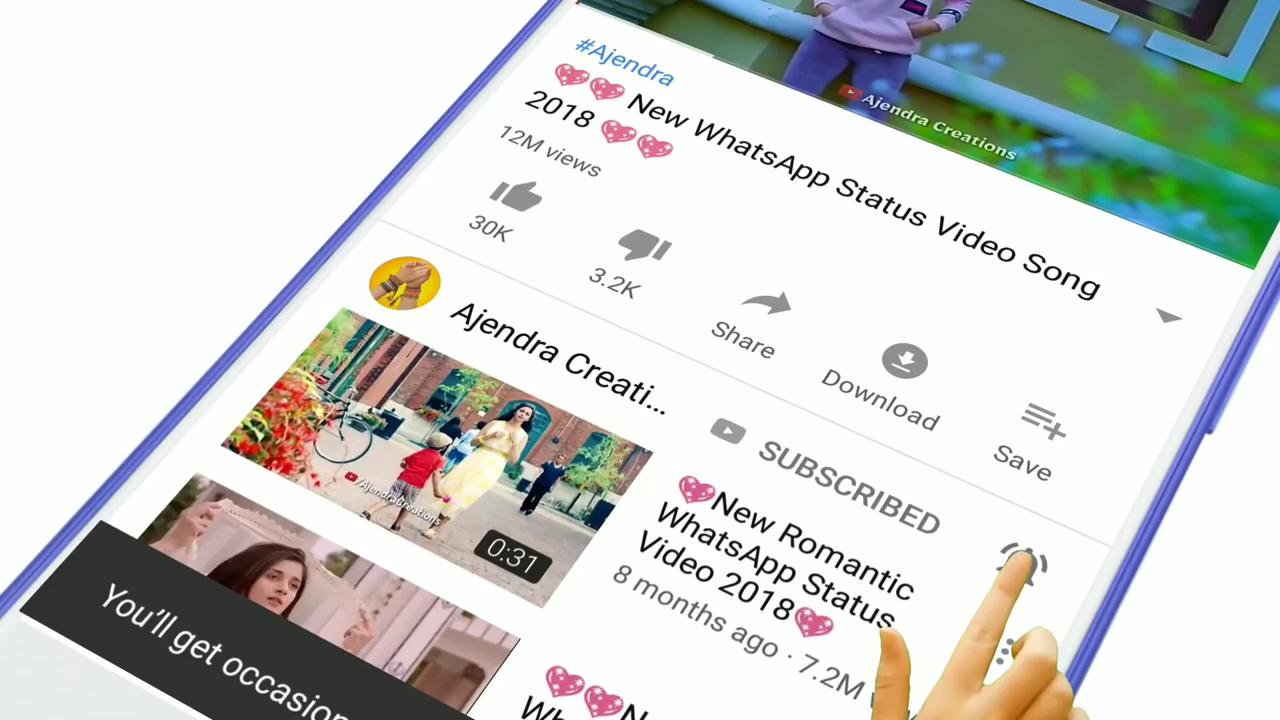 Ajendra Creations
#Ajendra
💖💖 New WhatsApp Status Video Song
2018 💖💖
12M views
30K
3.2K
Share
Download
Save
Ajendra Creati...
SUBSCRIBED
AjendraCreations
0:31
💖New Romantic
WhatsApp Status
Video 2018💖
8 months ago · 7.2M
You'll get occasion
💖💖N
Wh